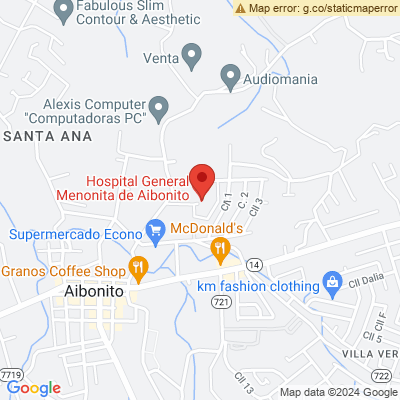 Fabulous Slim
Contour & Aesthetic
Map error: g.co/staticmaperror
Venta
Audiomania
Alexis Computer
"Computadoras PC"
SANTA ANA
Hospital General
Menonita de Aibonito
C/l 1
C. 2
Cll 3
Supermercado Econo
McDonald's
Granos Coffee Shop
14
km fashion clothing
Cll Dalia
Aibonito
721
Cll F
Cll 5
VILLA VER
7719
722
Cll 13
Google
Map data ©2024 Google